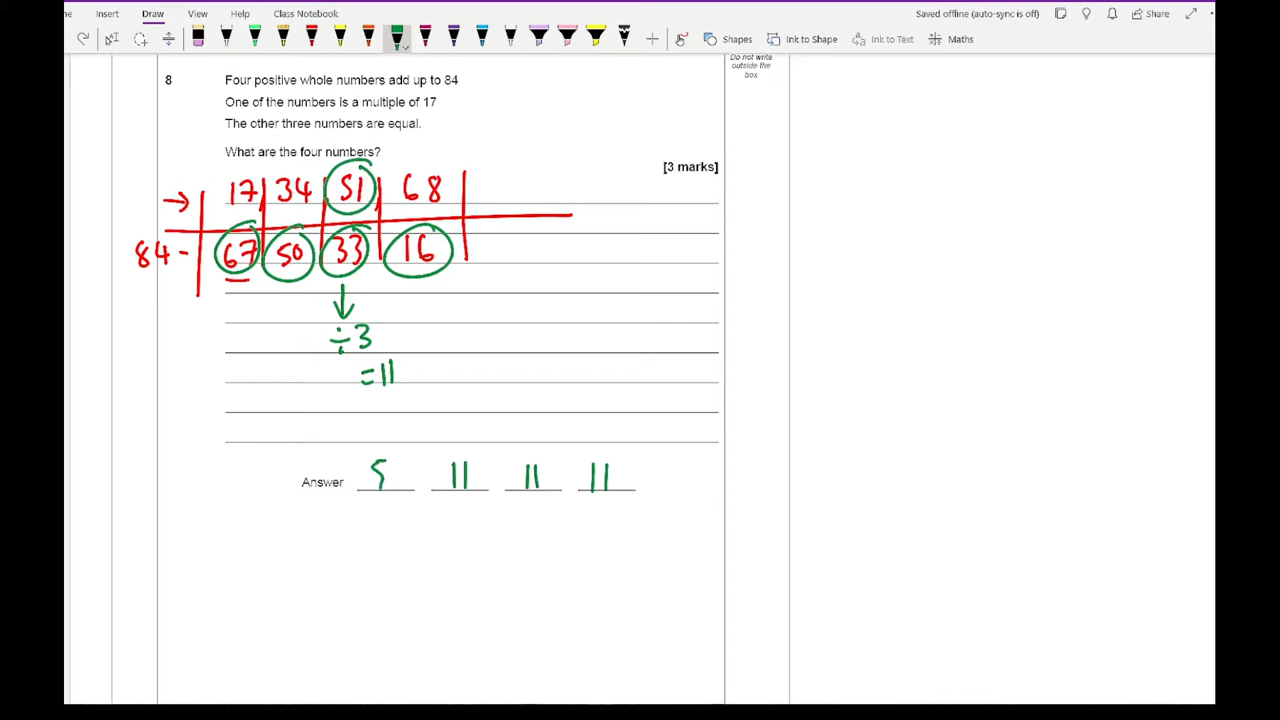 Insert Draw View Help Class Notebook Saved offline (auto-sync is off) Share
Shapes Ink to Shape Ink to Text Maths
Do not write
outside the
box
8 Four positive whole numbers add up to 84
One of the numbers is a multiple of 17
The other three numbers are equal.
What are the four numbers?
[3 marks]
→ 17 34 51 68
84- 67 50 33 16
÷3
=11
Answer 5 11 11 11